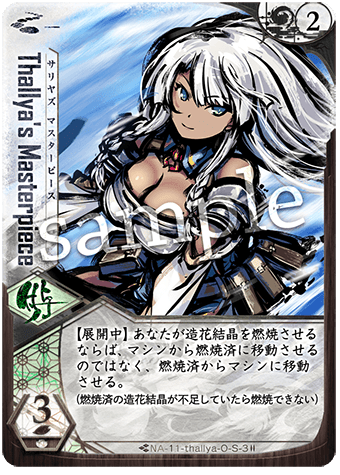 2
Thallya's Masterpiece
サリヤズ マスターピース
sample
付与
【展開中】あなたが造花結晶を燃焼させる
ならば、マシンから燃焼済に移動させる
のではなく、燃焼済からマシンに移動さ
せる。
(燃焼済の造花結晶が不足していたら燃焼できない)
3
NA-11-thallya-O-S-3